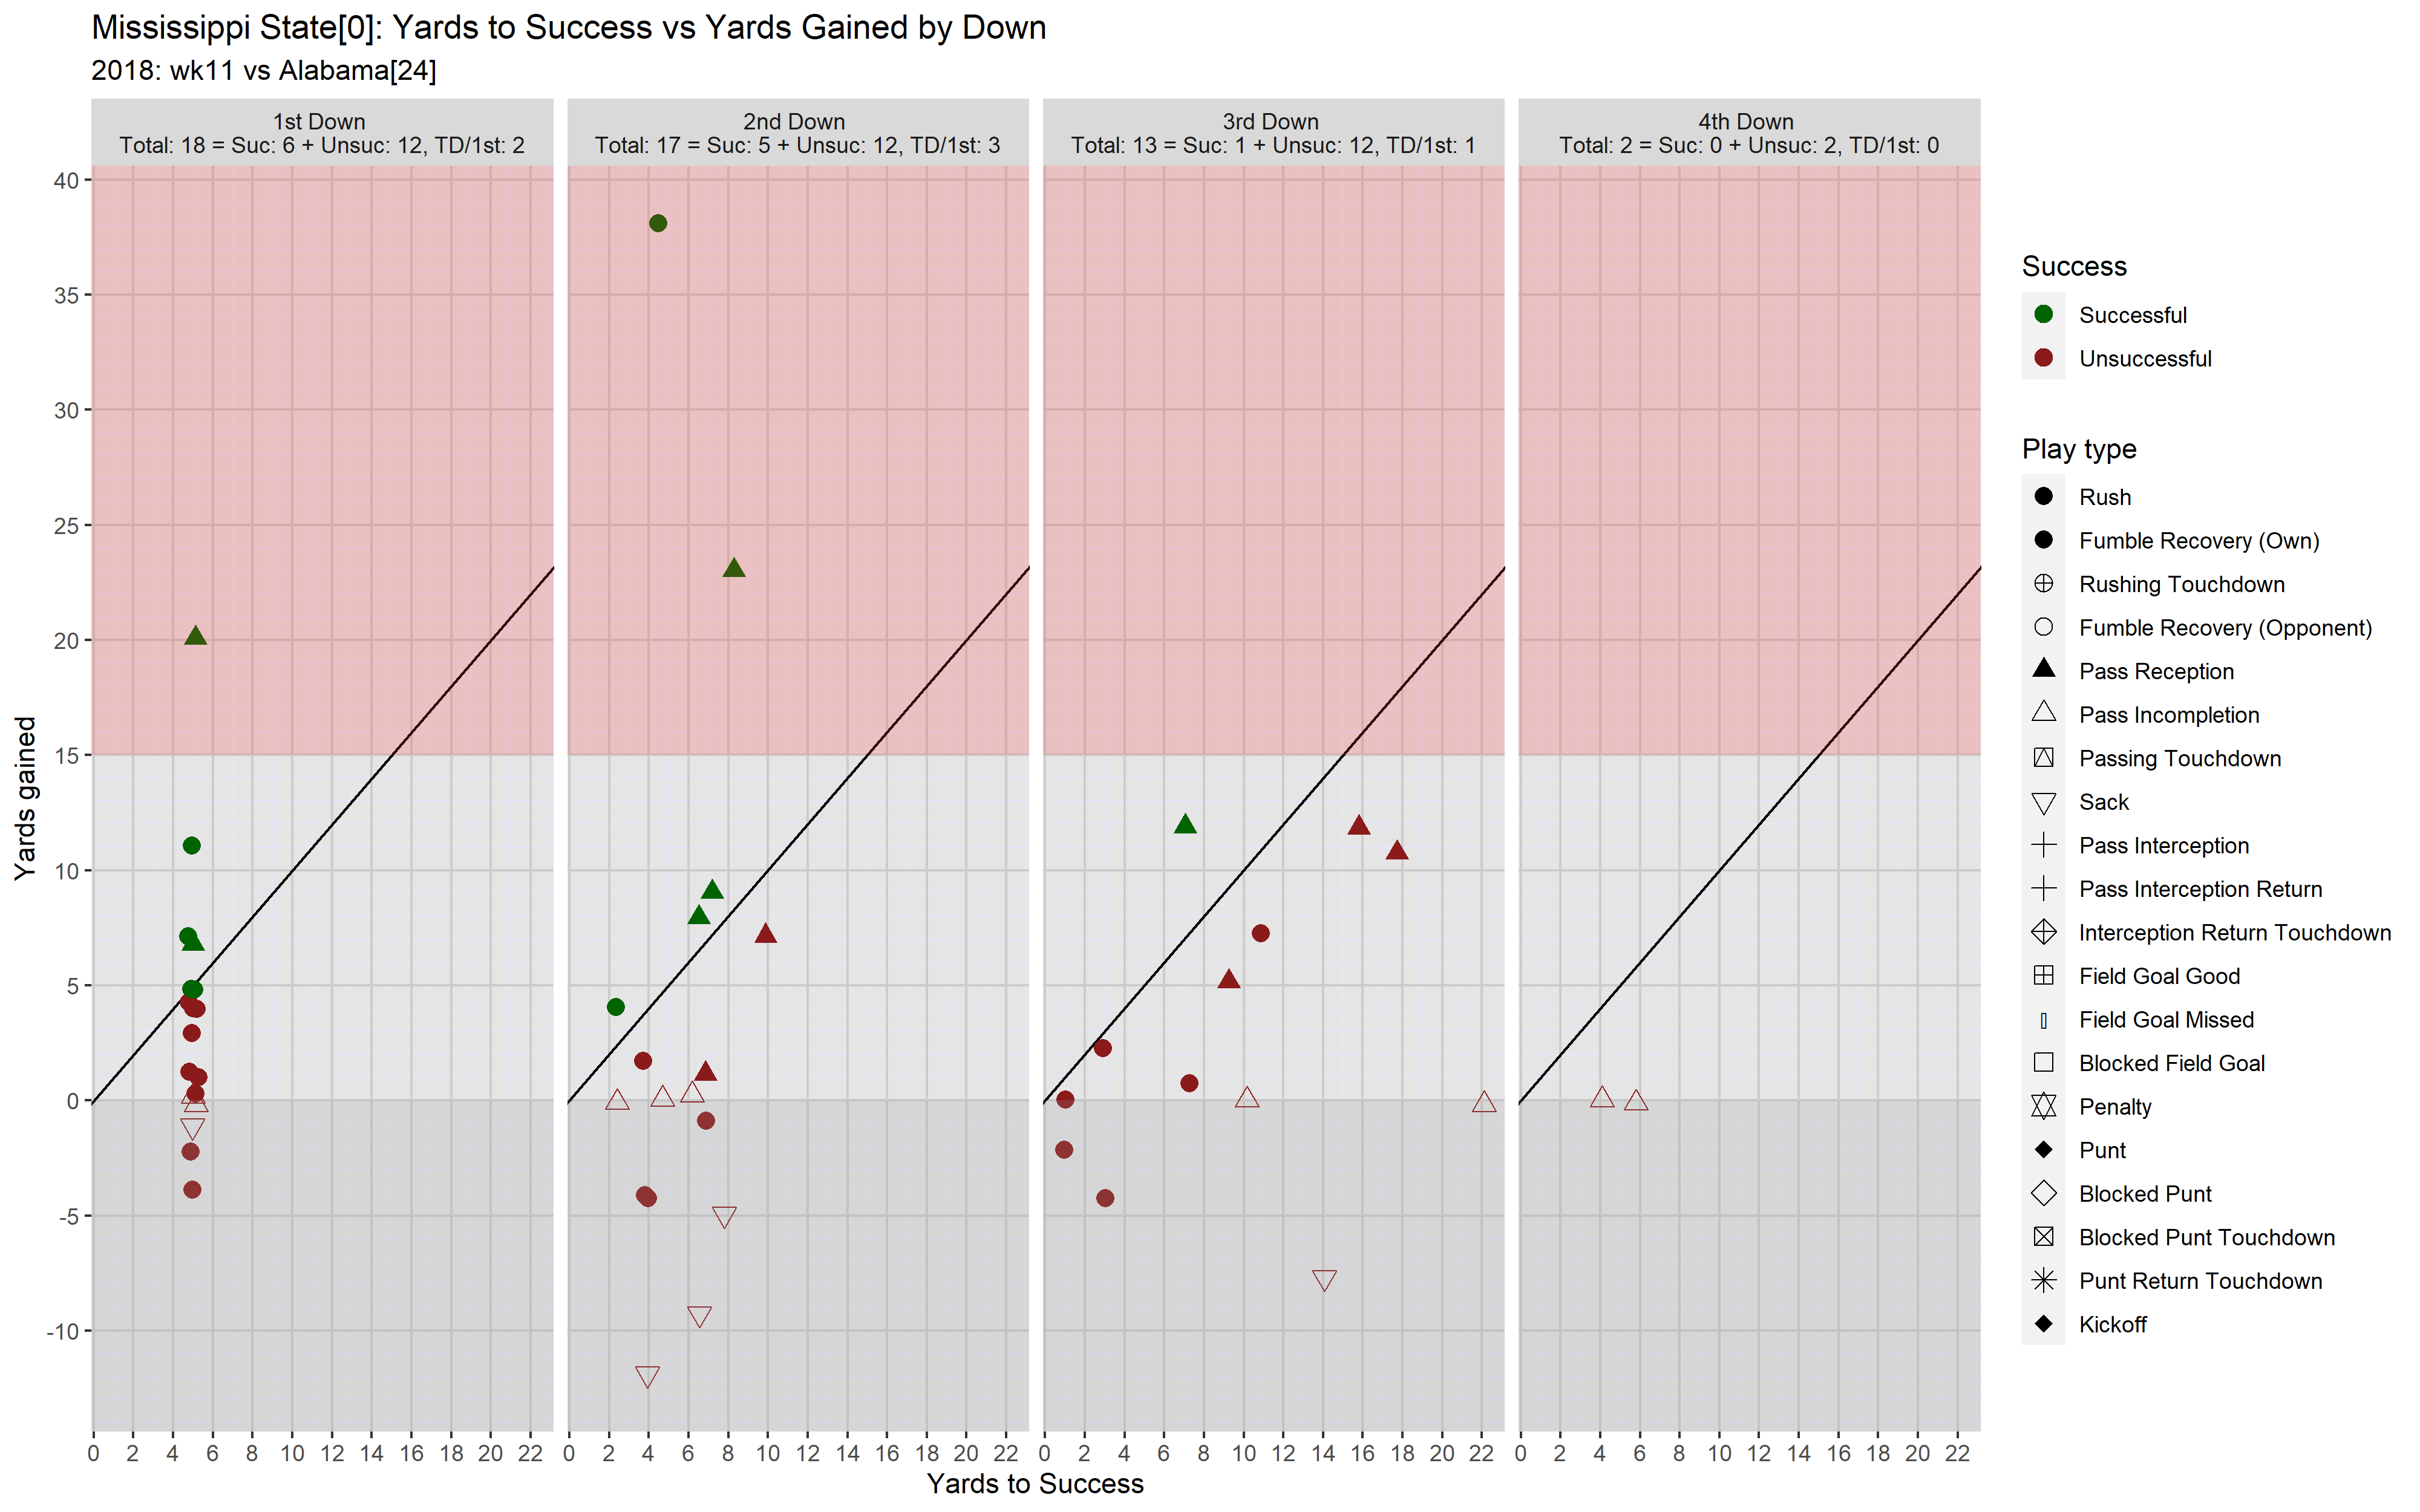 Mississippi State[0]: Yards to Success vs Yards Gained by Down
2018: wk11 vs Alabama[24]
1st Down
Total: 18 = Suc: 6 + Unsuc: 12, TD/1st: 2
2nd Down
Total: 17 = Suc: 5 + Unsuc: 12, TD/1st: 3
3rd Down
Total: 13 = Suc: 1 + Unsuc: 12, TD/1st: 1
4th Down
Total: 2 = Suc: 0 + Unsuc: 2, TD/1st: 0
Yards gained
40
35
30
25
20
15
10
5
0
-5
-10
0 2 4 6 8 10 12 14 16 18 20 22
0 2 4 6 8 10 12 14 16 18 20 22
0 2 4 6 8 10 12 14 16 18 20 22
0 2 4 6 8 10 12 14 16 18 20 22
Yards to Success
Success
Successful
Unsuccessful
Play type
Rush
Fumble Recovery (Own)
Rushing Touchdown
Fumble Recovery (Opponent)
Pass Reception
Pass Incompletion
Passing Touchdown
Sack
Pass Interception
Pass Interception Return
Interception Return Touchdown
Field Goal Good
Field Goal Missed
Blocked Field Goal
Penalty
Punt
Blocked Punt
Blocked Punt Touchdown
Punt Return Touchdown
Kickoff